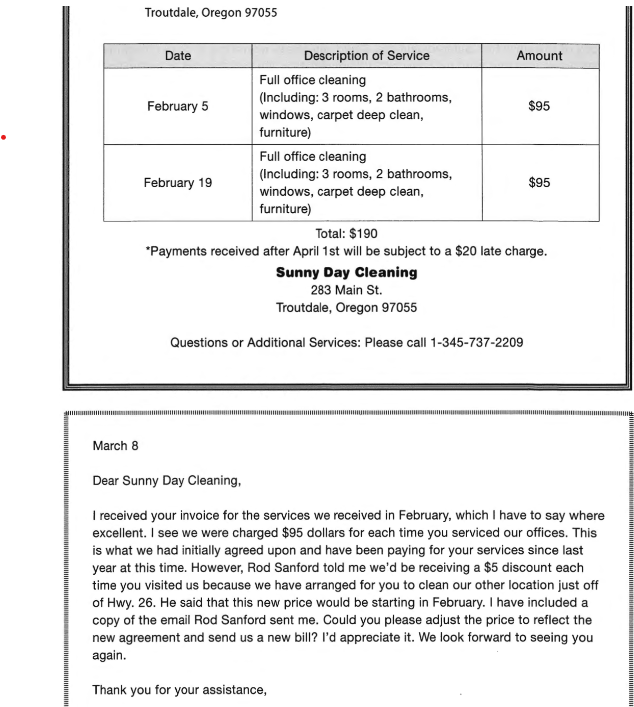 Troutdale, Oregon 97055
Date Description of Service Amount
Full office cleaning
(Including: 3 rooms, 2 bathrooms,
February 5 windows, carpet deep clean, $95
furniture)
Full office cleaning
(Including: 3 rooms, 2 bathrooms,
February 19 windows, carpet deep clean, $95
furniture)
Total: $190
*Payments received after April 1st will be subject to a $20 late charge.
Sunny Day Cleaning
283 Main St.
Troutdale, Oregon 97055
Questions or Additional Services: Please call 1-345-737-2209
March 8
Dear Sunny Day Cleaning,
I received your invoice for the services we received in February, which I have to say where
excellent. I see we were charged $95 dollars for each time you serviced our offices. This
is what we had initially agreed upon and have been paying for your services since last
year at this time. However, Rod Sanford told me we'd be receiving a $5 discount each
time you visited us because we have arranged for you to clean our other location just off
of Hwy. 26. He said that this new price would be starting in February. I have included a
copy of the email Rod Sanford sent me. Could you please adjust the price to reflect the
new agreement and send us a new bill? I'd appreciate it. We look forward to seeing you
again.
Thank you for your assistance,